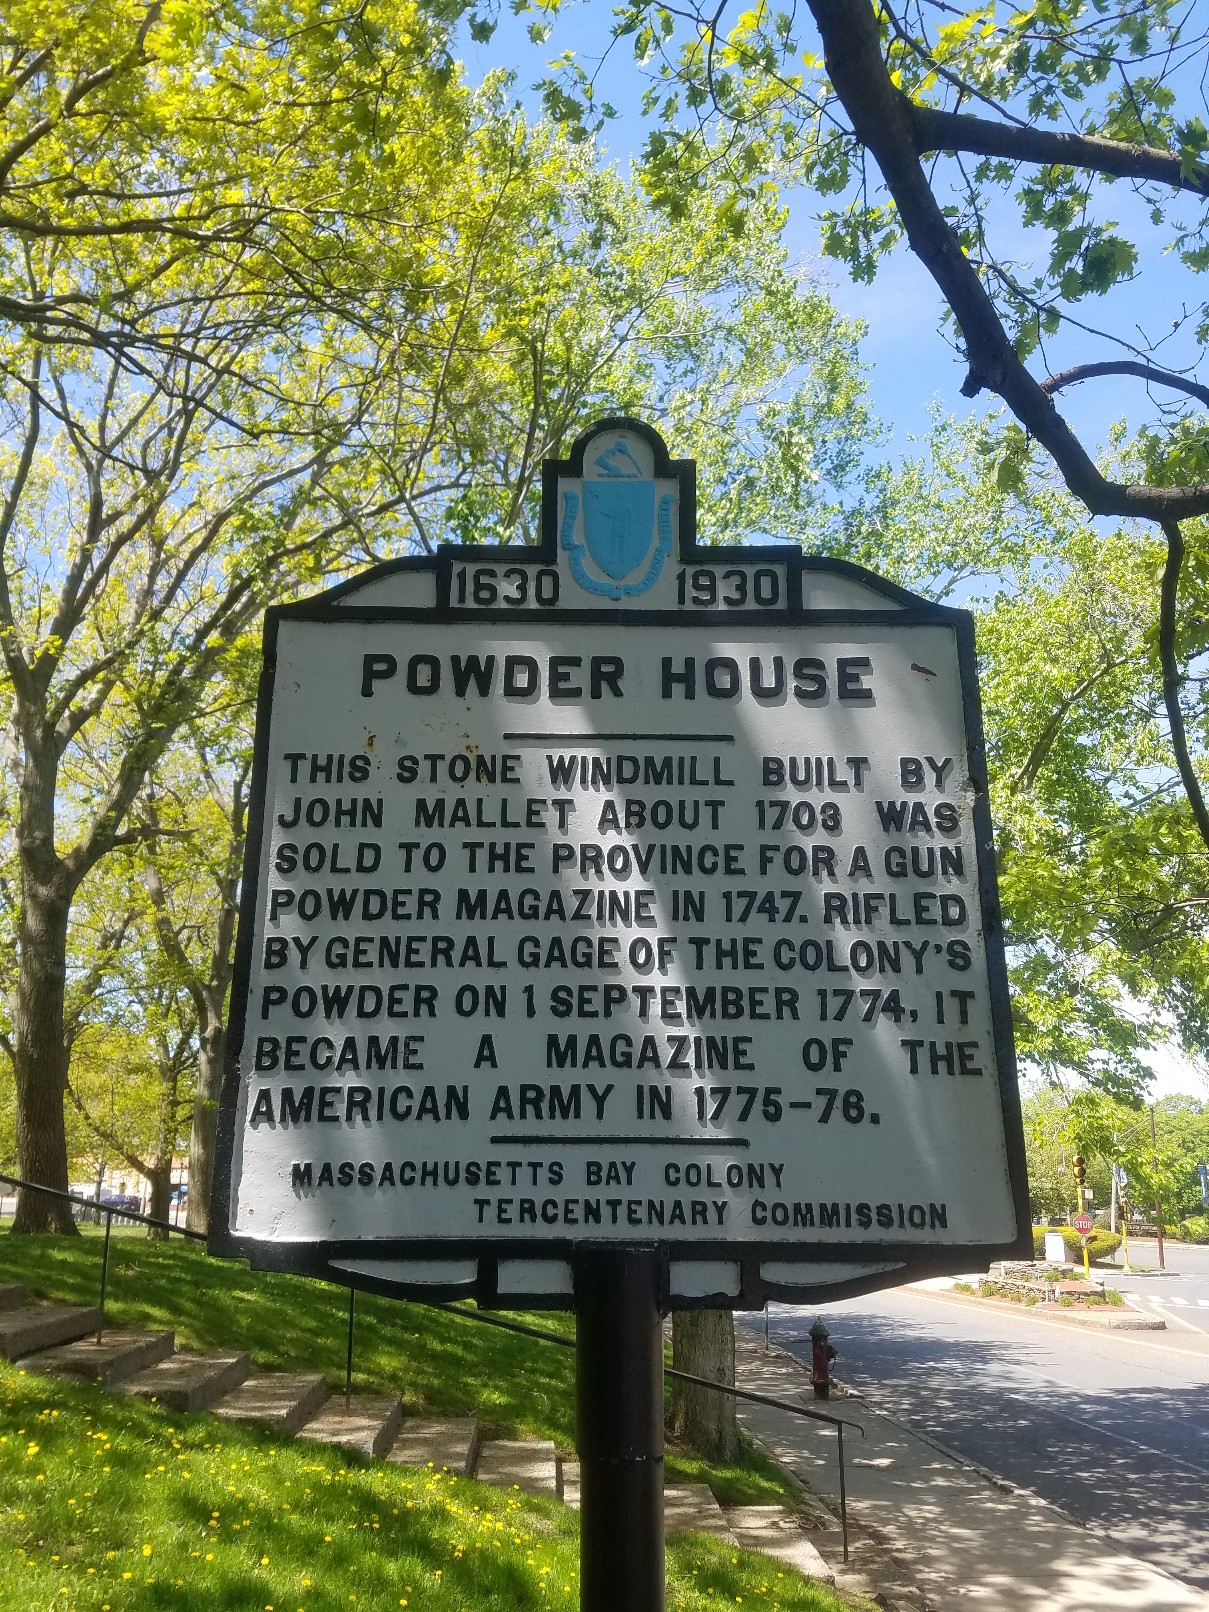 1630 1930
POWDER HOUSE
THIS STONE WINDMILL BUILT BY
JOHN MALLET ABOUT 1703 WAS
SOLD TO THE PROVINCE FOR A GUN
POWDER MAGAZINE IN 1747. RIFLED
BY GENERAL GAGE OF THE COLONY'S
POWDER ON 1 SEPTEMBER 1774, IT
BECAME A MAGAZINE OF THE
AMERICAN ARMY IN 1775-76.
MASSACHUSETTS BAY COLONY
TERCENTENARY COMMISSION
STOP